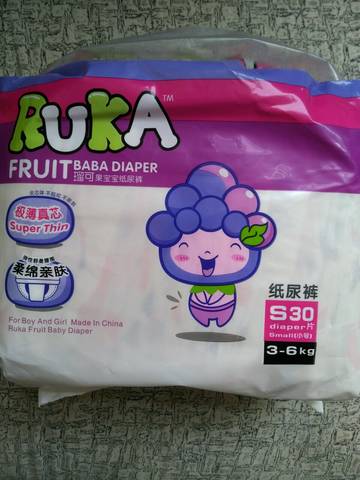 RUKA™
FRUIT BABA DIAPER
瑥可果宝宝纸尿裤
极薄真芯
Super Thin
柔绵亲肤
纸尿裤
S30
diaper片
Small(小号)
3-6kg
For Boy And Girl Made In China
Ruka Fruit Baby Diaper